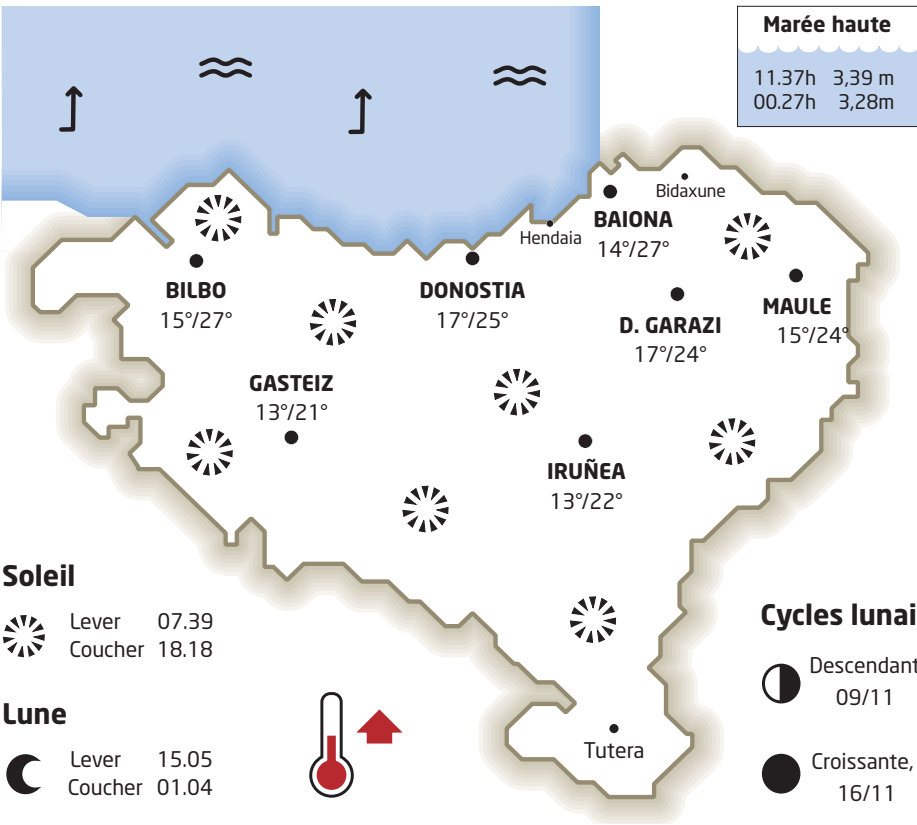 Marée haute
11.37h 3,39 m
00.27h 3,28m
Bidaxune
BAIONA
14°/27°
Hendaia
BILBO
15°/27°
DONOSTIA
17°/25°
D. GARAZI
17°/24°
MAULE
15°/24°
GASTEIZ
13°/21°
IRUÑEA
13°/22°
Soleil
Lever 07.39
Coucher 18.18
Lune
Lever 15.05
Coucher 01.04
Tutera
Cycles lunai
Descendant
09/11
Croissante,
16/11